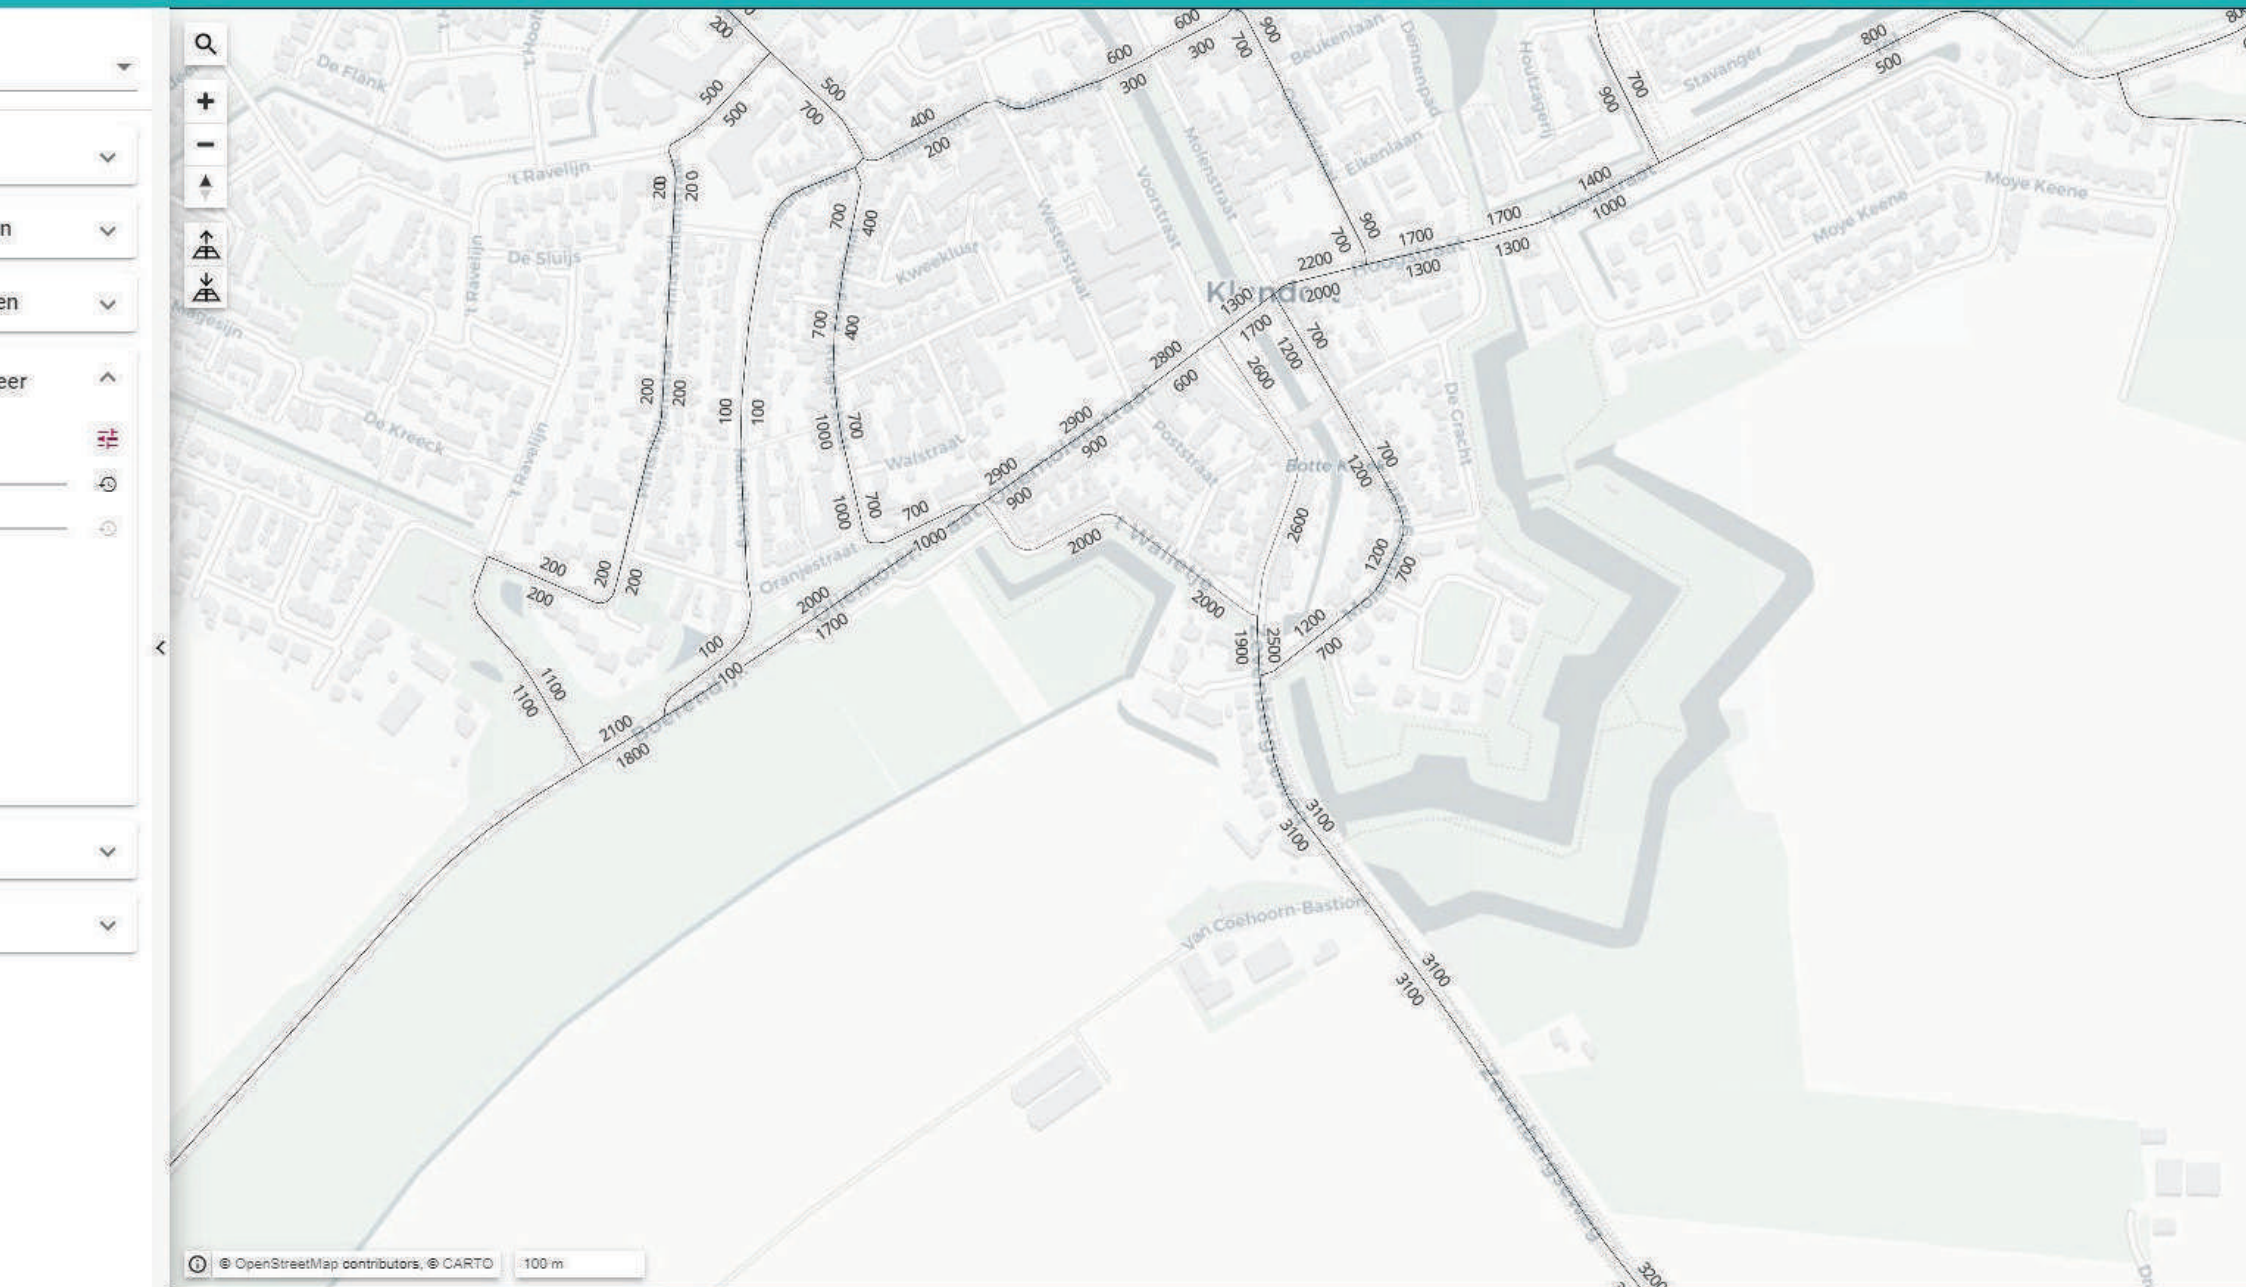 200
600
900
300
700
Beukenlaan
Dennenpad
800
500
800
De Flank
600
300
Houtzagerij
900
700
Stavanger
500
500
500
700
400
200
't Ravelijn
Molenstraat
Voorstraat
Eikenlaan
1400
1000
Moye Keene
Moye Keene
n
200
200
700
400
Westerstraat
Kweeklust
900
700
1700
1300
1700
1300
Hoogstraat
2200
2000
De Sluijs
't Ravelijn
en
700
400
1300
1700
700
1200
2800
600
2600
eer
200
200
100
100
1000
700
2900
900
De Gracht
De Kreeck
't Ravelijn
Walstraat
Poststraat
700
1200
2900
900
1000
700
700
1000
2600
Oranjestraat
2000
't Walletje
1200
700
200
200
200
200
2000
1700
2000
1200
700
1900
2500
100
100
1100
1100
2100
1800
3100
3100
van Coehoorn-Bastion
3100
3100
Zevenbergseweg
3200
© OpenStreetMap contributors, © CARTO
100 m